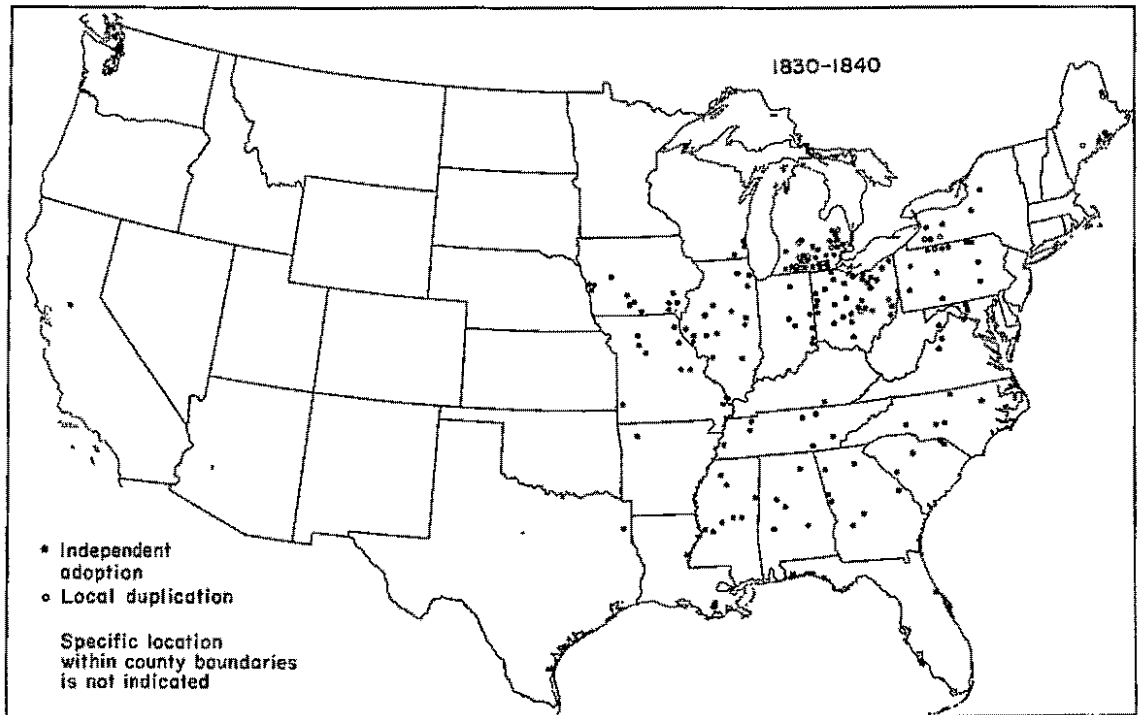 1830-1840
* Independent
adoption
o Local duplication
Specific location
within county boundaries
is not indicated